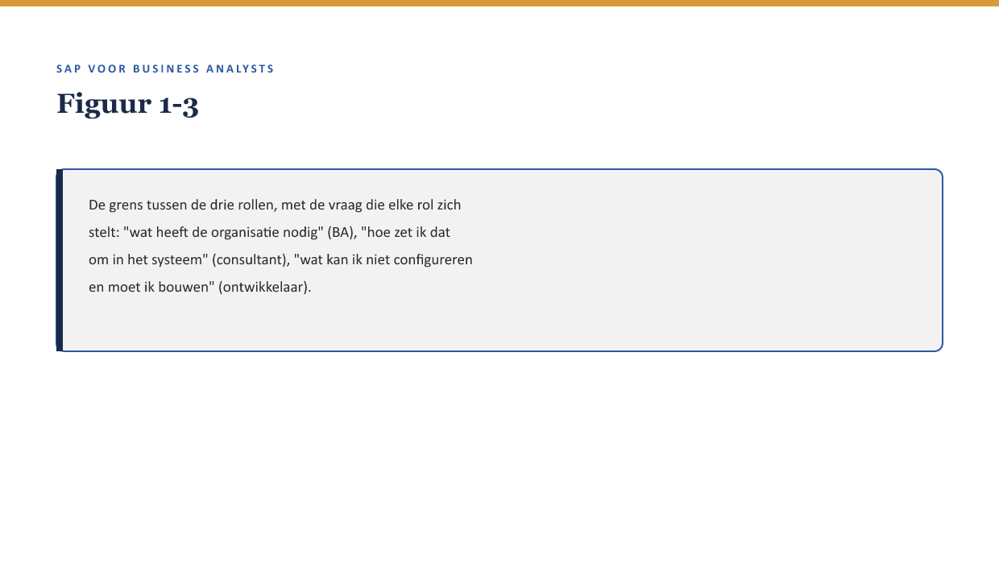 SAP VOOR BUSINESS ANALYSTS
Figuur 1-3
De grens tussen de drie rollen, met de vraag die elke rol zich
stelt: "wat heeft de organisatie nodig" (BA), "hoe zet ik dat
om in het systeem" (consultant), "wat kan ik niet configureren
en moet ik bouwen" (ontwikkelaar).